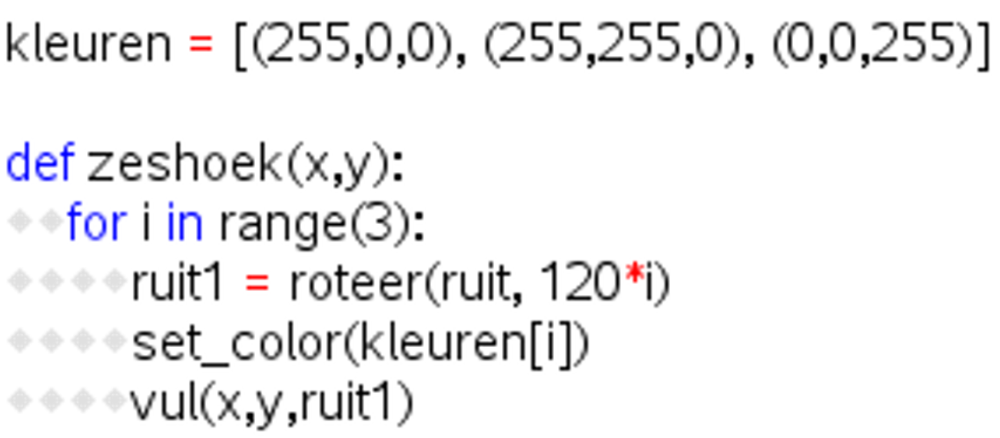 kleuren = [(255,0,0), (255,255,0), (0,0,255)]
def zeshoek(x,y):
◆◆for i in range(3):
◆◆◆◆ruit1 = roteer(ruit, 120*i)
◆◆◆◆set_color(kleuren[i])
◆◆◆◆vul(x,y,ruit1)